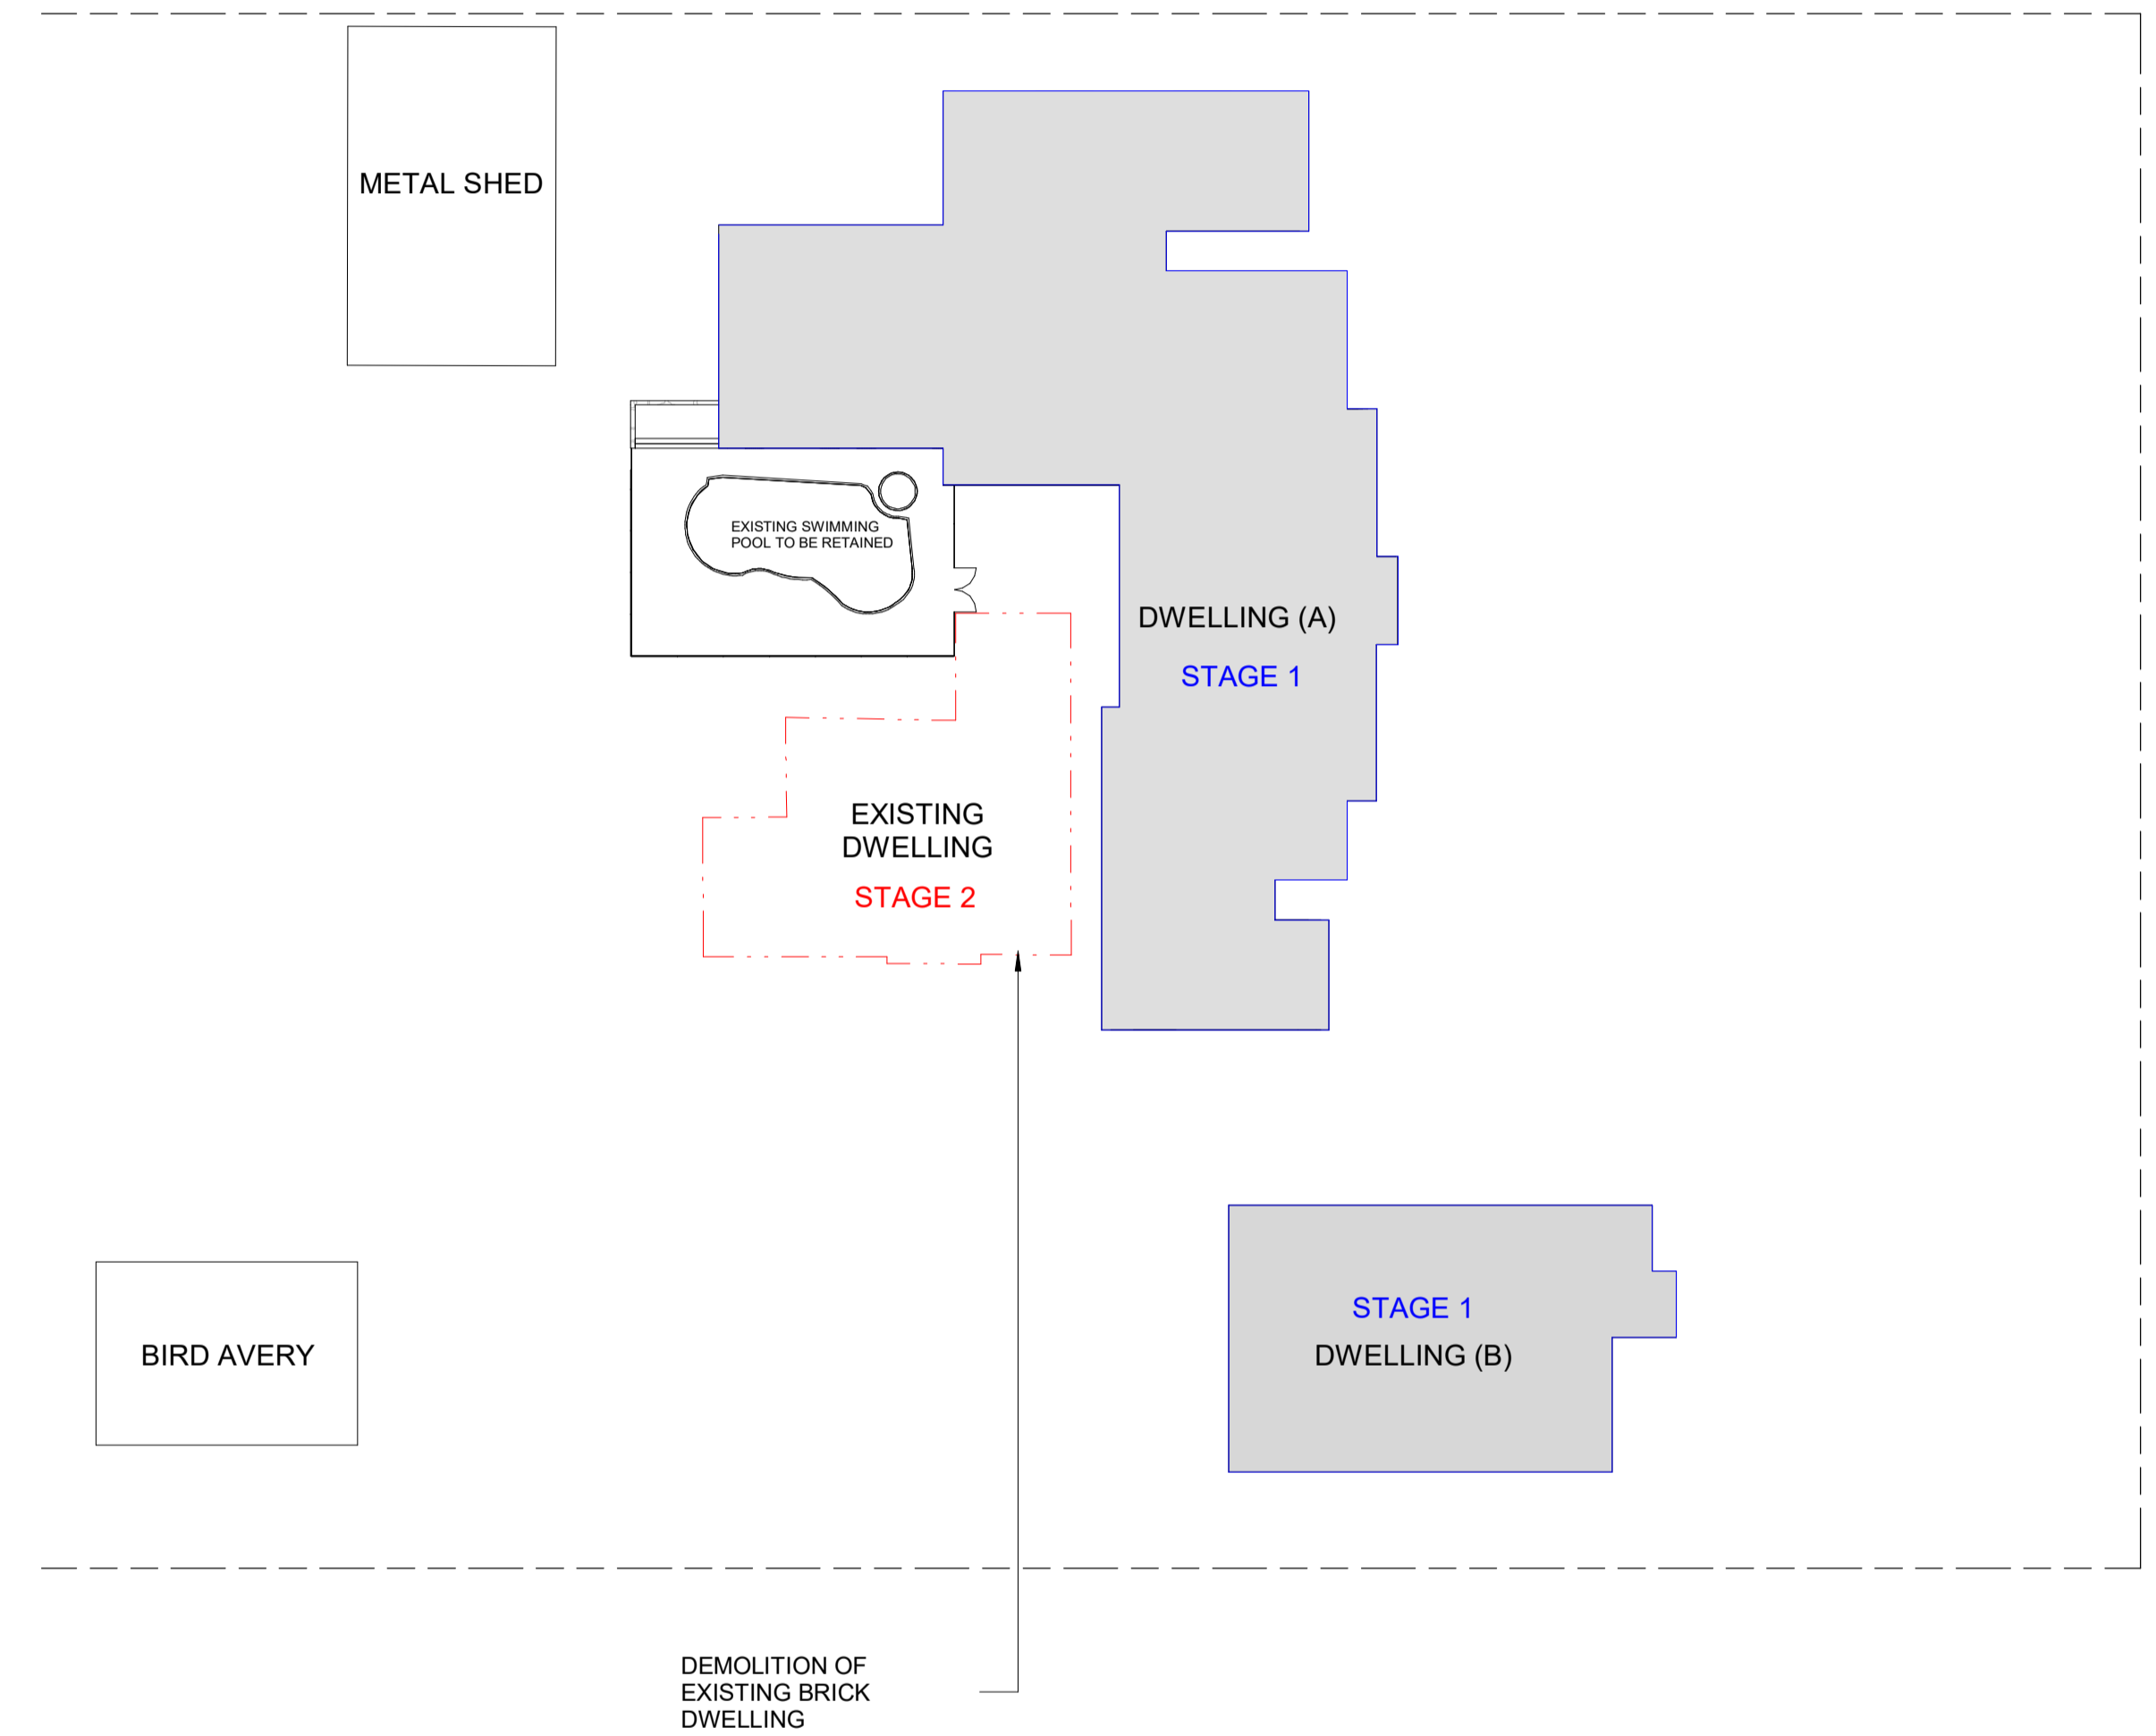 METAL SHED
EXISTING SWIMMING
POOL TO BE RETAINED
DWELLING (A)
STAGE 1
EXISTING
DWELLING
STAGE 2
STAGE 1
DWELLING (B)
BIRD AVERY
DEMOLITION OF
EXISTING BRICK
DWELLING